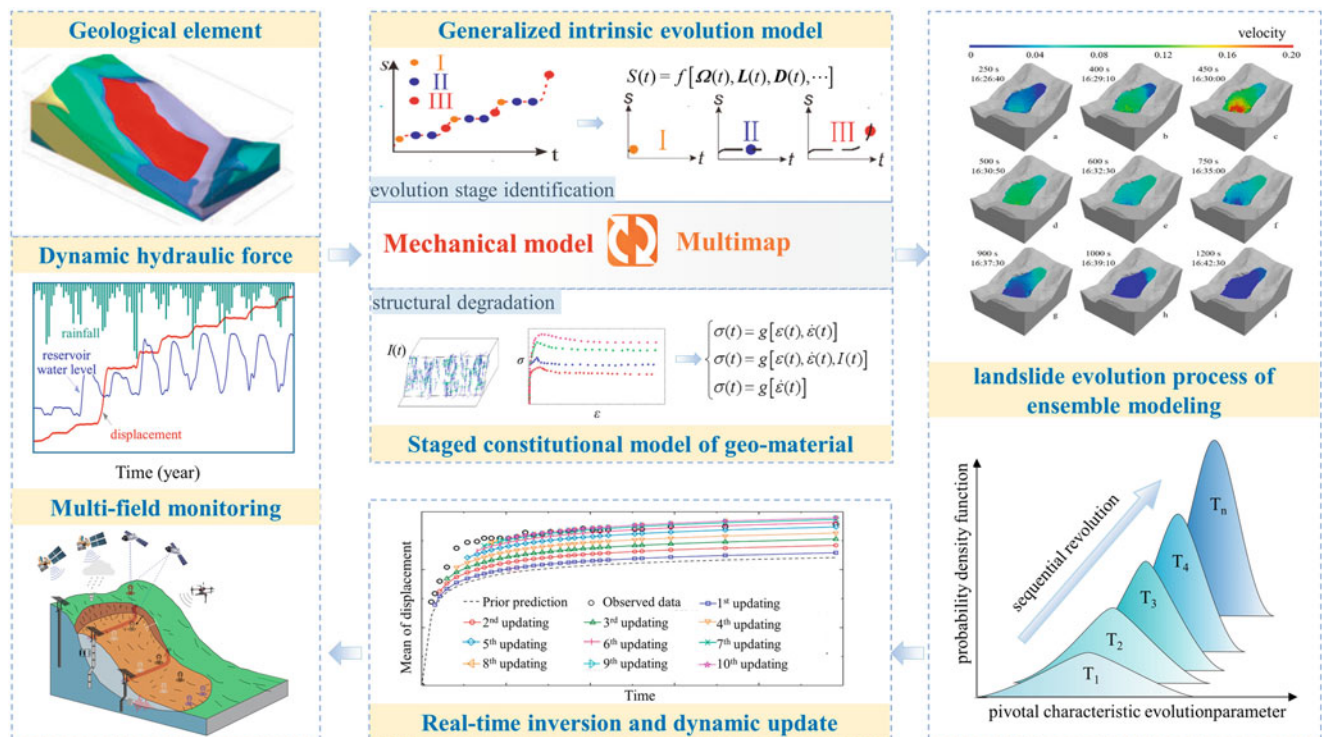 Geological element
Dynamic hydraulic force
rainfall
reservoir
water level
displacement
Time (year)
Multi-field monitoring
Generalized intrinsic evolution model
S
I
II
III
t
S(t) = f[Ω(t), L(t), D(t),⋯]
S
I
t
S
II
t
S
III
t
evolution stage identification
Mechanical model
Multimap
structural degradation
I(t)
σ
ε
σ(t) = g[ε(t), ε̇(t)]
σ(t) = g[ε(t), ε̇(t), I(t)]
σ(t) = g[ε̇(t)]
Staged constitutional model of geo-material
Mean of displacement
Prior prediction
Observed data
1st updating
2nd updating
3rd updating
4th updating
5th updating
6th updating
7th updating
8th updating
9th updating
10th updating
Time
Real-time inversion and dynamic update
velocity
0 0.04 0.08 0.12 0.20
250 s
16:26:40
a
400 s
16:29:10
b
450 s
16:30:00
c
500 s
16:30:50
d
600 s
16:32:30
e
750 s
16:35:00
f
900 s
16:37:30
g
1000 s
16:39:10
h
1200 s
16:42:30
i
landslide evolution process of
ensemble modeling
probability density function
sequential revolution
T1
T2
T3
T4
Tn
pivotal characteristic evolutionparameter